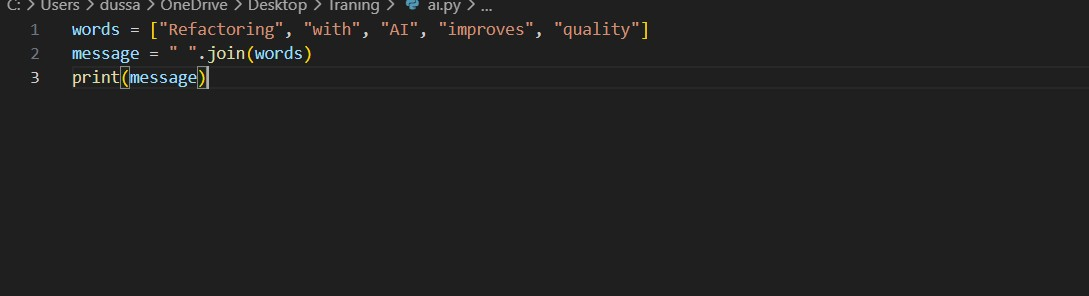 C: > Users > dussa > OneDrive > Desktop > Traning > ai.py > ...
1 words = ["Refactoring", "with", "AI", "improves", "quality"]
2 message = " ".join(words)
3 print(message)